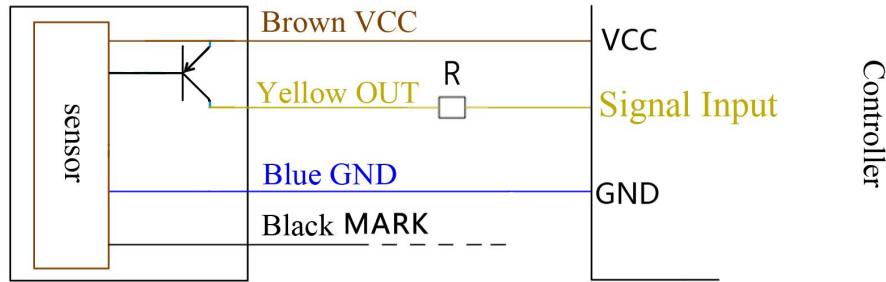 Brown VCC
VCC
R
Yellow OUT
Signal Input
sensor
Controller
Blue GND
GND
Black MARK